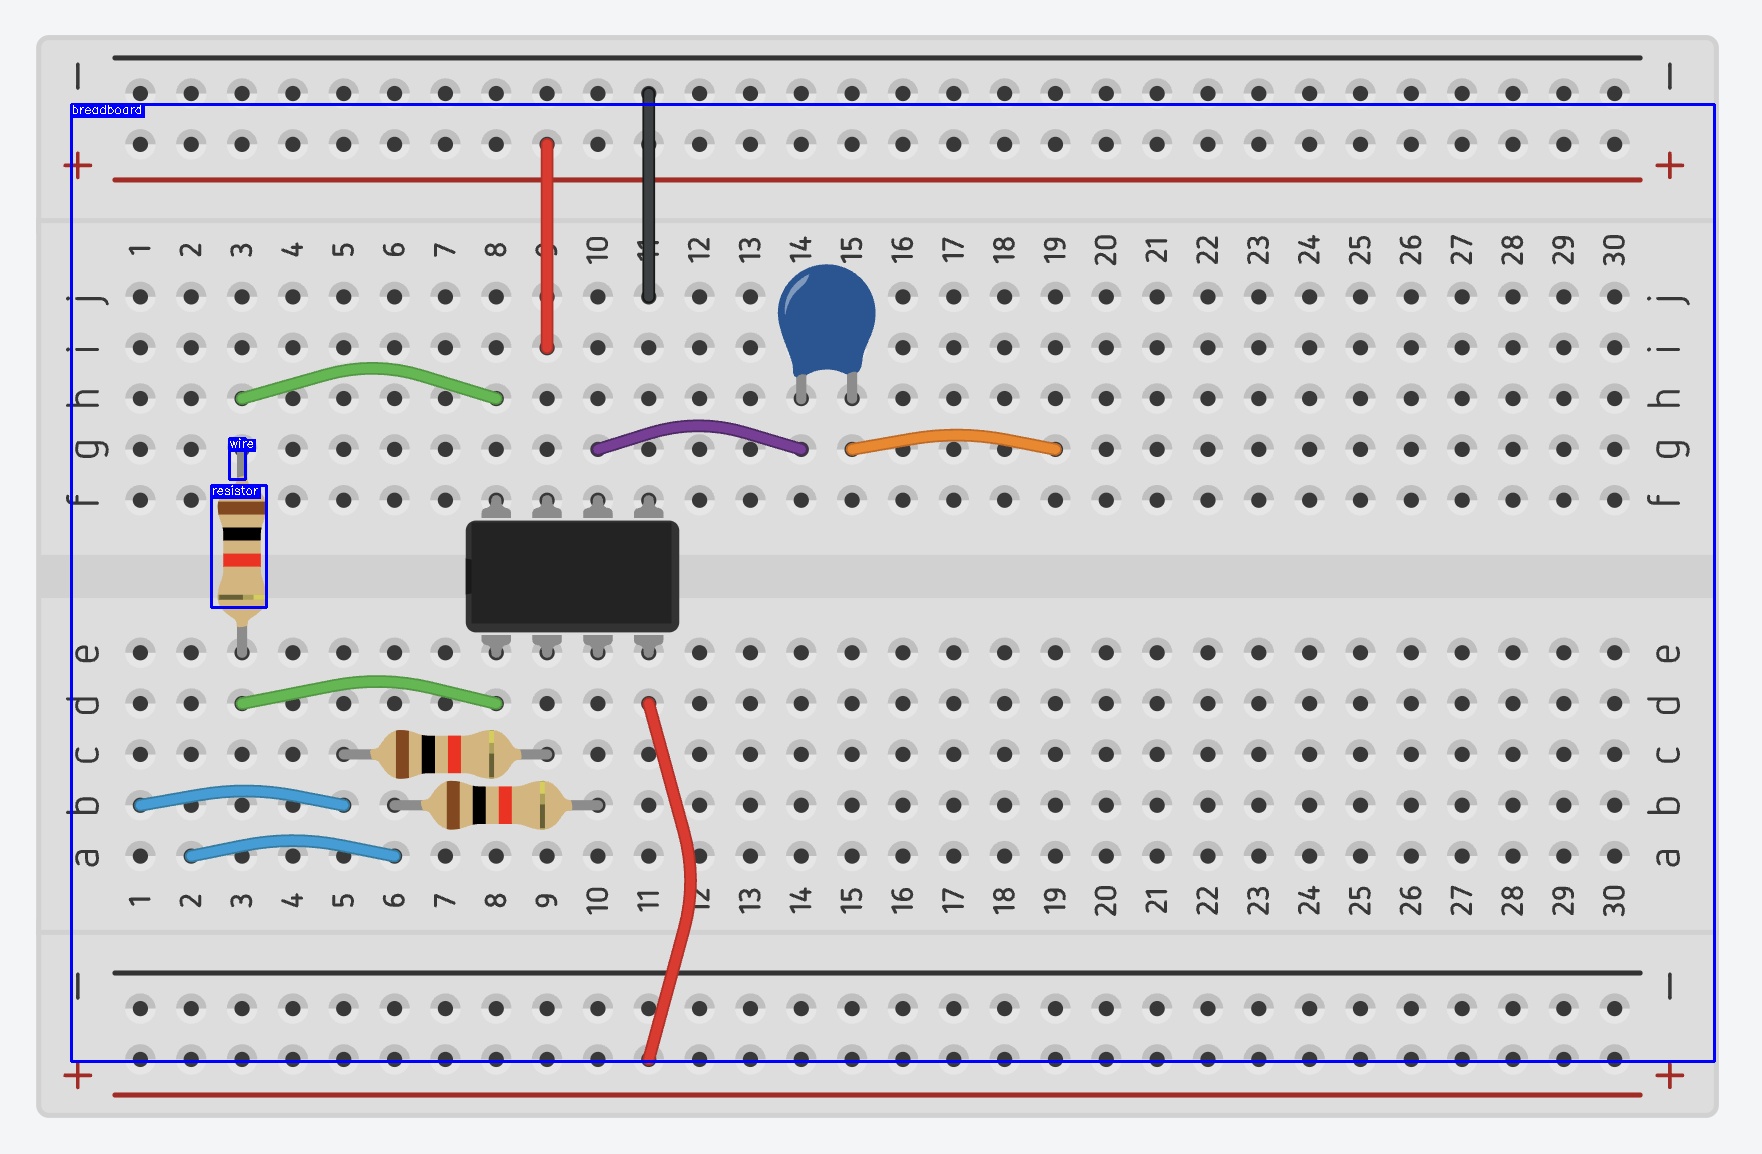 − −
breadboard
+ +
1 2 3 4 5 6 7 8 9 10 11 12 13 14 15 16 17 18 19 20 21 22 23 24 25 26 27 28 29 30
j j
i i
h h
g wire g
f resistor f
e e
d d
c c
b b
a a
1 2 3 4 5 6 7 8 9 10 11 12 13 14 15 16 17 18 19 20 21 22 23 24 25 26 27 28 29 30
− −
+ +